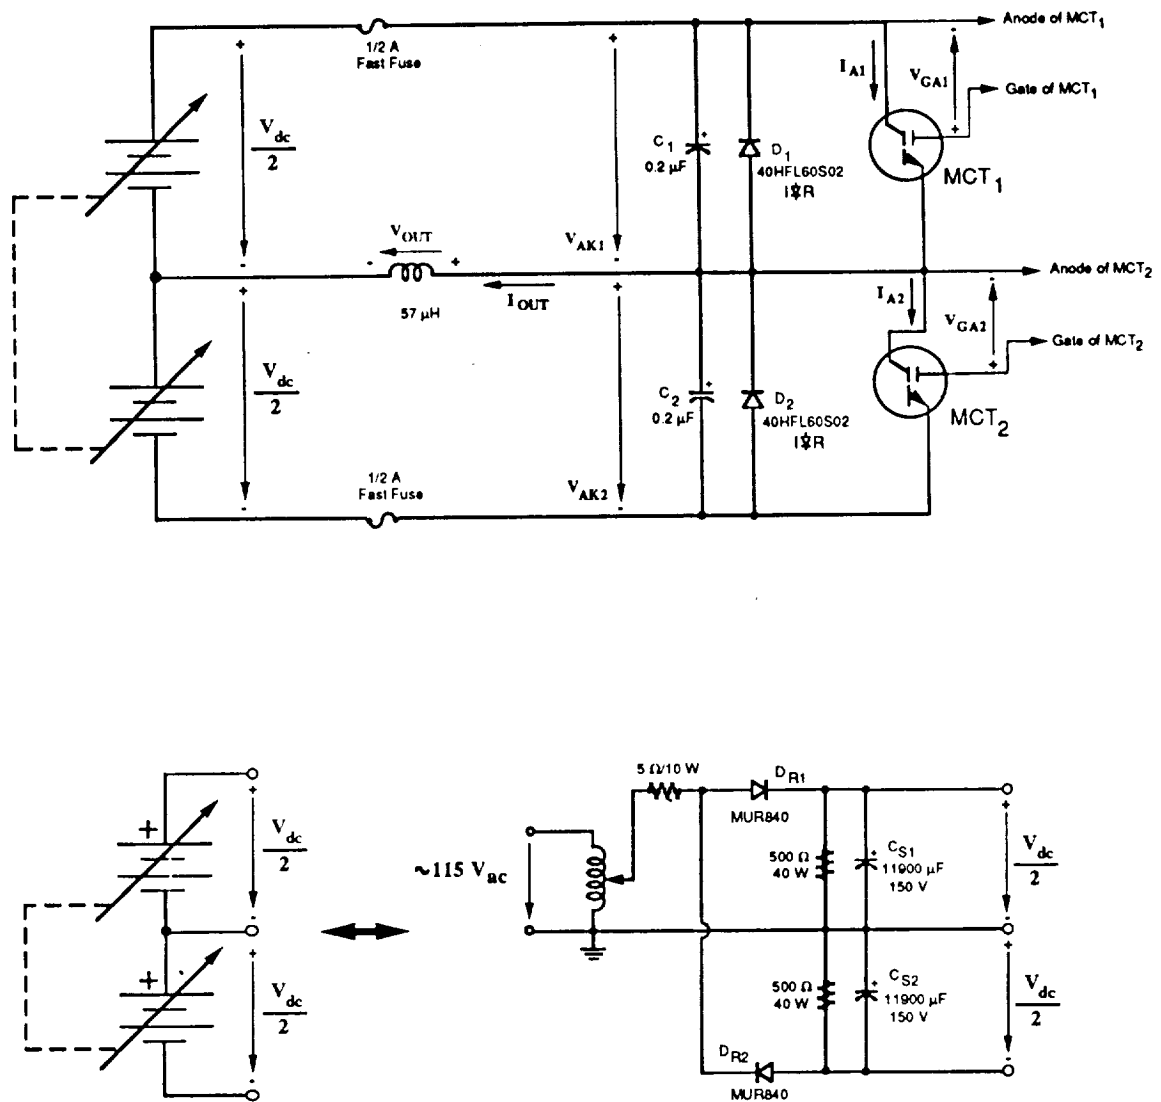 Anode of MCT1
1/2 A
Fast Fuse
+
+
IA1
VGA1
-
Gate of MCT1
+
Vdc
2
C1
+
0.2 µF
D1
40HFL60S02
I R
MCT1
VOUT
VAK1
-
-
-
+
Anode of MCT2
+
IOUT
+
57 µH
IA2
VGA2
-
Gate of MCT2
+
Vdc
2
C2
+
0.2 µF
D2
40HFL60S02
I R
MCT2
1/2 A
Fast Fuse
VAK2
-
-
5 Ω/10 W
DR1
MUR840
+
+
+
Vdc
2
~115 Vac
500 Ω
40 W
CS1
+
11900 µF
150 V
Vdc
2
-
-
+
+
+
Vdc
2
500 Ω
40 W
CS2
+
11900 µF
150 V
Vdc
2
DR2
MUR840
-
-